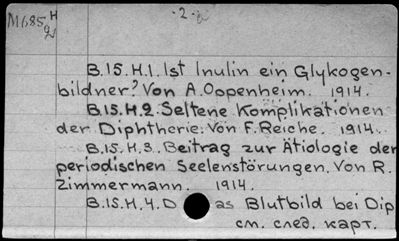 M685 H
- 2 -
B.15.H.1. Ist Inulin ein Glykogen-
bildner? Von A. Oppenheim. 1914.
B.15.H.2. Seltene Komplikationen
der Diphtherie. Von F. Reiche. 1914.
B.15.H.3. Beitrag zur Ätiologie der
periodischen Seelenstörungen. Von R.
Zimmermann. 1914.
B.15.H.4. Das Blutbild bei Dip
см. след. карт.